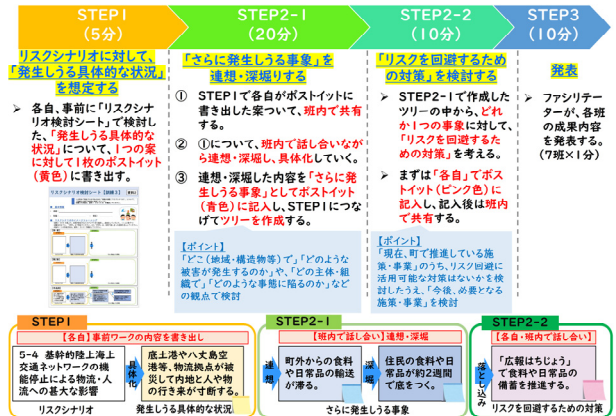 STEP1
(5分)
STEP2-1
(20分)
STEP2-2
(10分)
STEP3
(10分)
リスクシナリオに対して、
「発生しうる具体的な状況」
を想定する
➢ 各自、事前に「リスクシナ
リオ検討シート」で検討し
た、「発生しうる具体的な
状況」について、1つの案
に対して1枚のポストイット
(黄色)に書き出す。
リスクシナリオ検討シート【訓練3】
「さらに発生しうる事象」を
連想・深堀りする
① STEP1で各自がポストイットに
書き出した案ついて、班内で共有
する。
② ①について、班内で話し合いなが
ら連想・深堀し、具体化していく。
③ 連想・深堀した内容を「さらに発
生しうる事象」としてポストイット
(青色)に記入し、STEP1につな
げてツリーを作成する。
【ポイント】
「どこ(地域・構造物等)で」「どのような
被害が発生するのか」や、「どの主体・組
織で」「どのような事態に陥るのか」など
の観点で検討
「リスクを回避するため
の対策」を検討する
➢ STEP2-1で作成した
ツリーの中から、どれ
か1つの事象に対して、
「リスクを回避するため
の対策」を考える。
➢ まずは「各自」でポ
ストイット(ピンク色)に
記入し、記入後は班内
で共有する。
【ポイント】
「現在、町で推進している施
策・事業」のうち、リスク回避に
活用可能な対策はないかを検
討したうえ、「今後、必要となる
施策・事業」を検討
発表
➢ ファシリテー
ターが、各班
の成果内容
を発表する。
(7班×1分)
STEP1
【各自】事前ワークの内容を書き出し
5-4 基幹的陸上海上
交通ネットワークの機
能停止による物流・人
流への甚大な影響
リスクシナリオ
具体化
底土港や八丈島空
港等、物流拠点が被
災して内地と人や物
の行き来が寸断する。
発生しうる具体的な状況
STEP2-1
【班内で話し合い】連想・深堀
連想
町外からの食料
や日常品の輸送
が滞る。
深堀
住民の食料や日
常品が約2週間
で底をつく。
さらに発生しうる事象
STEP2-2
【各自・班内で話し合い】
落とし込み
「広報はちじょう」
で食料や日常品の
備蓄を推進する。
リスクを回避するための対策